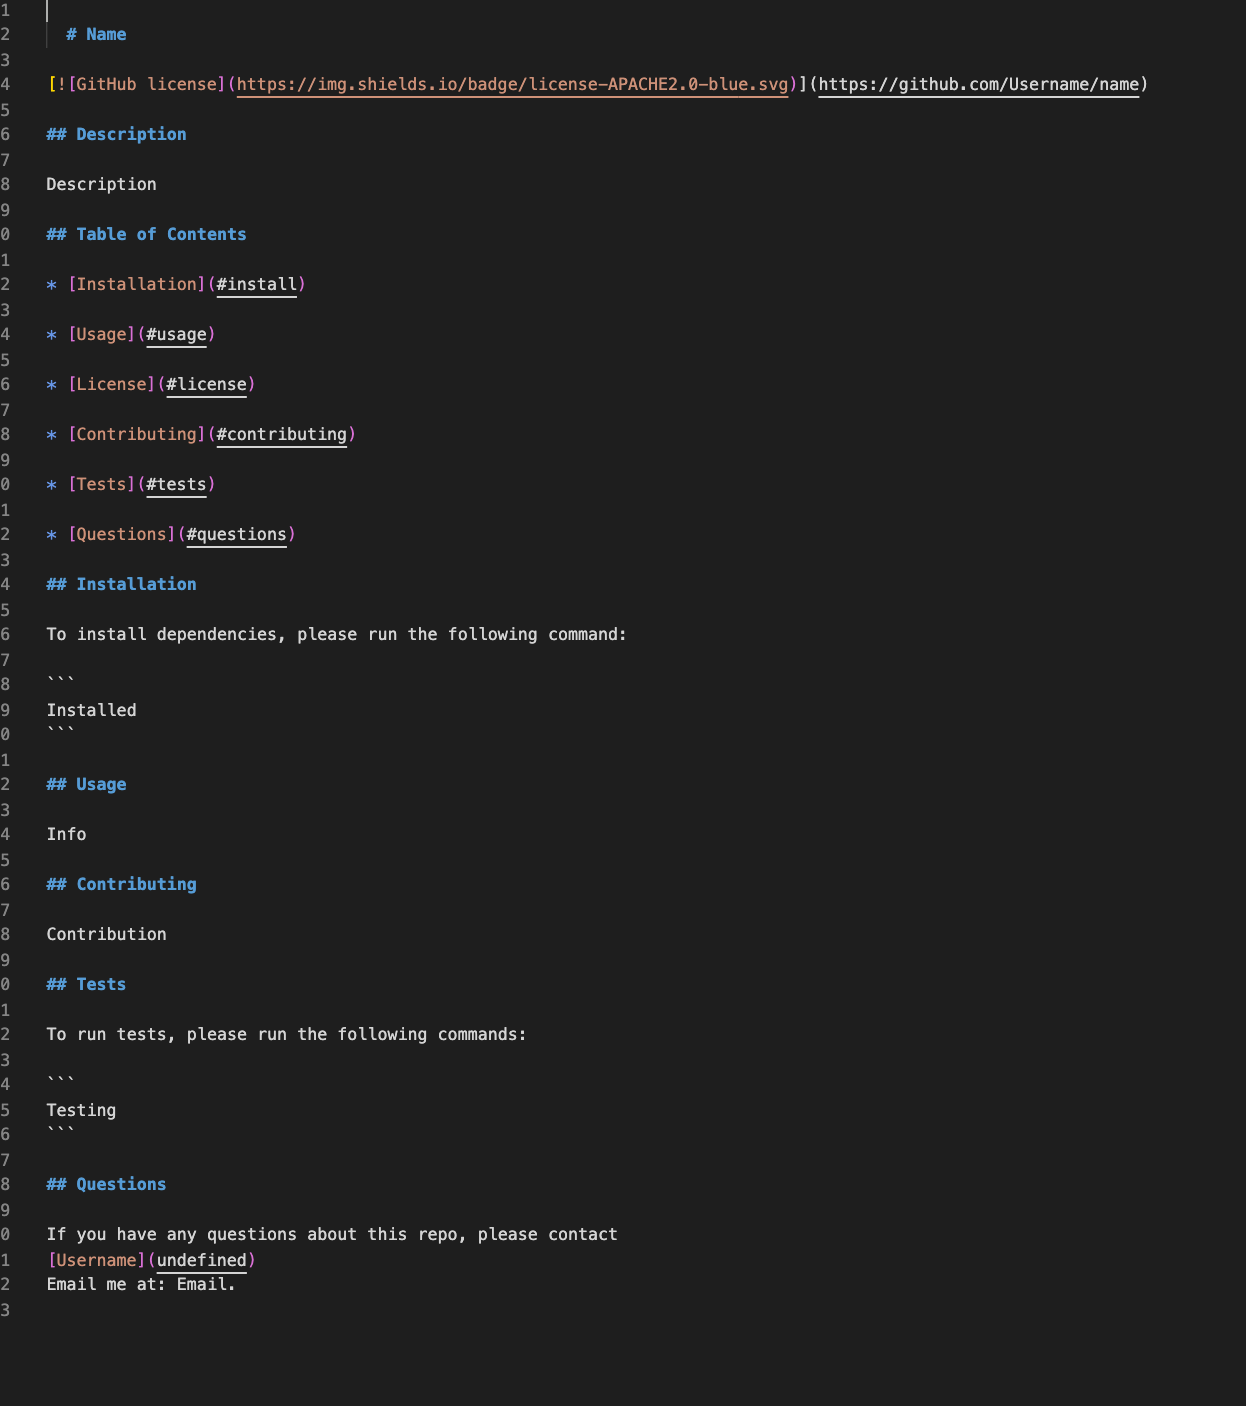 1
2 # Name
3
4 [![GitHub license](https://img.shields.io/badge/license-APACHE2.0-blue.svg)](https://github.com/Username/name)
5
6 ## Description
7
8 Description
9
0 ## Table of Contents
1
2 * [Installation](#install)
3
4 * [Usage](#usage)
5
6 * [License](#license)
7
8 * [Contributing](#contributing)
9
0 * [Tests](#tests)
1
2 * [Questions](#questions)
3
4 ## Installation
5
6 To install dependencies, please run the following command:
7
8 ```
9 Installed
0 ```
1
2 ## Usage
3
4 Info
5
6 ## Contributing
7
8 Contribution
9
0 ## Tests
1
2 To run tests, please run the following commands:
3
4 ```
5 Testing
6 ```
7
8 ## Questions
9
0 If you have any questions about this repo, please contact
1 [Username](undefined)
2 Email me at: Email.
3